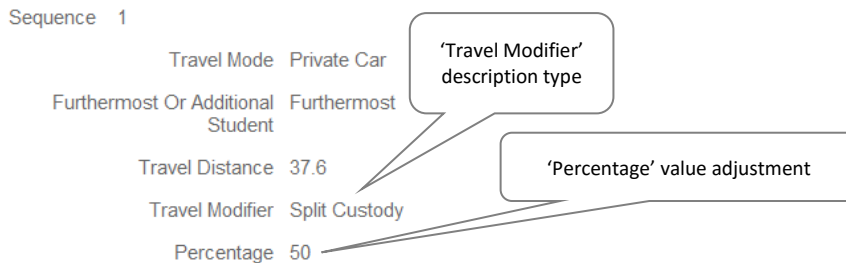 Sequence 1
Travel Mode Private Car
‘Travel Modifier’
description type
Furthermost Or Additional Furthermost
Student
Travel Distance 37.6
‘Percentage’ value adjustment
Travel Modifier Split Custody
Percentage 50